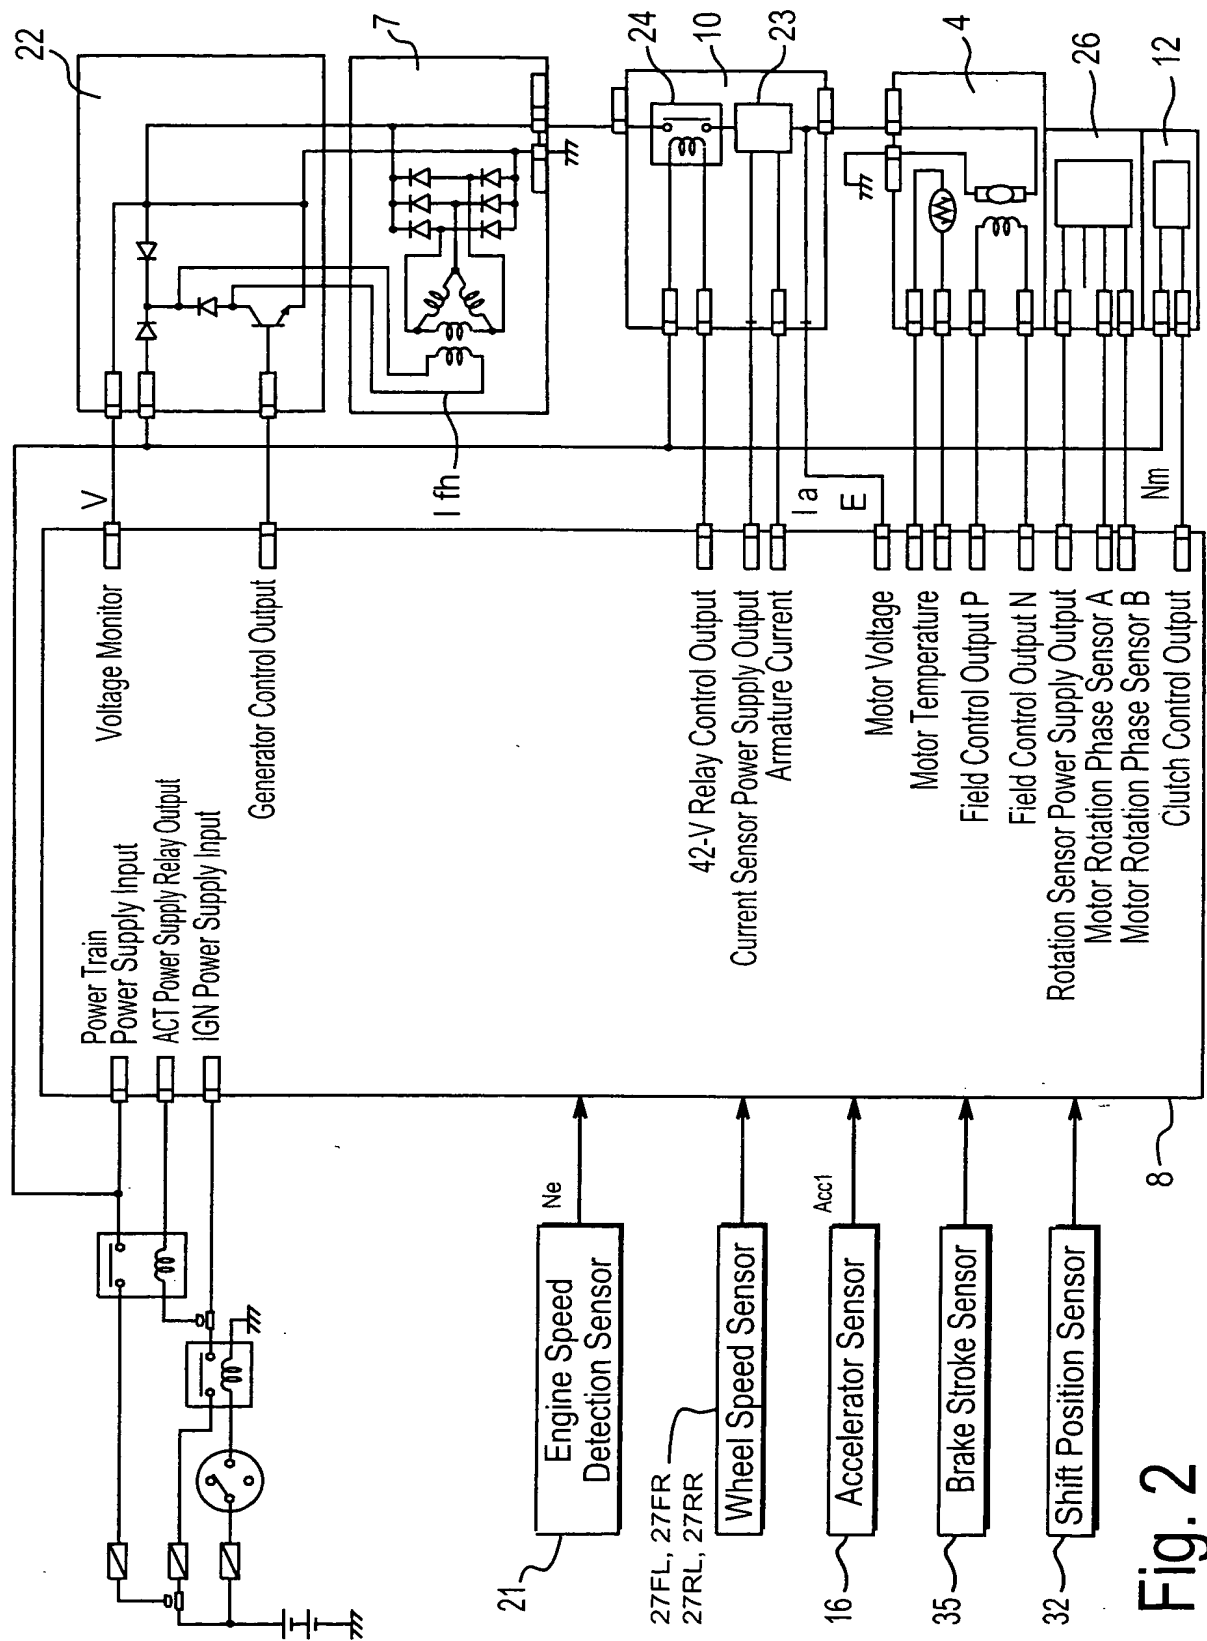 22
7
24
10
23
4
26
12
V
I fh
I a
E
Nm
Voltage Monitor
Generator Control Output
42-V Relay Control Output
Current Sensor Power Supply Output
Armature Current
Motor Voltage
Motor Temperature
Field Control Output P
Field Control Output N
Rotation Sensor Power Supply Output
Motor Rotation Phase Sensor A
Motor Rotation Phase Sensor B
Clutch Control Output
Power Train
Power Supply Input
ACT Power Supply Relay Output
IGN Power Supply Input
8
Ne
Acc1
Engine Speed
Detection Sensor
Wheel Speed Sensor
Accelerator Sensor
Brake Stroke Sensor
Shift Position Sensor
21
27FL, 27FR
27RL, 27RR
16
35
32
Fig. 2